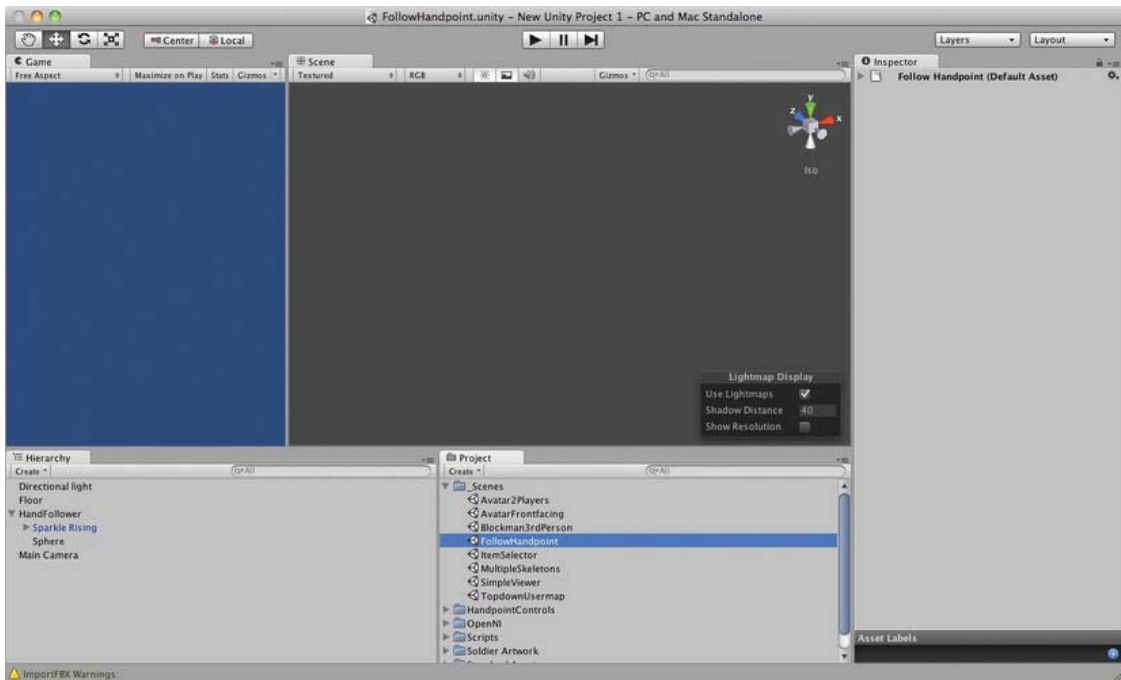 FollowHandpoint.unity – New Unity Project 1 – PC and Mac Standalone
Center Local Layers Layout
Game Scene Inspector
Free Aspect Maximize on Play Stats Gizmos Textured RGB Gizmos All Follow Handpoint (Default Asset)
y
z x
Iso
Lightmap Display
Use Lightmaps
Shadow Distance 40
Show Resolution
Hierarchy Project
Create All Create All
Directional light _Scenes
Floor Avatar2Players
HandFollower AvatarFrontfacing
Sparkle Rising Blockman3rdPerson
Sphere FollowHandpoint
Main Camera ItemSelector
MultipleSkeletons
SimpleViewer
TopdownUsermap
HandpointControls
OpenNI
Scripts
Soldier Artwork
Asset Labels
ImportFBX Warnings: